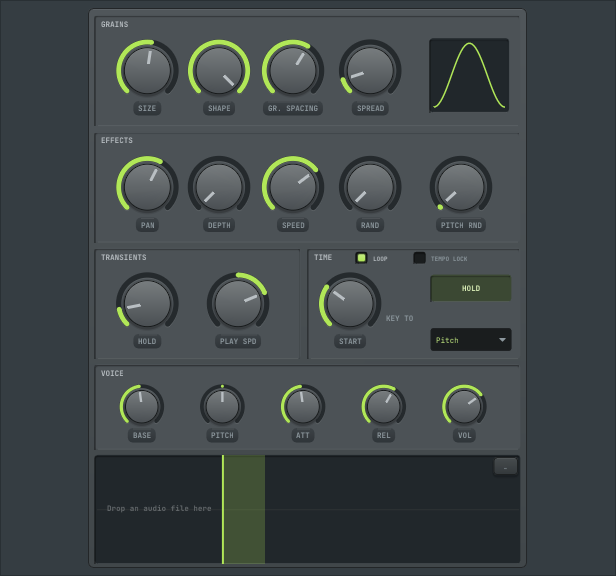 GRAINS
SIZE
SHAPE
GR. SPACING
SPREAD
EFFECTS
PAN
DEPTH
SPEED
RAND
PITCH RND
TRANSIENTS
HOLD
PLAY SPD
TIME
LOOP
TEMPO LOCK
START
KEY TO
HOLD
Pitch
VOICE
BASE
PITCH
ATT
REL
VOL
Drop an audio file here